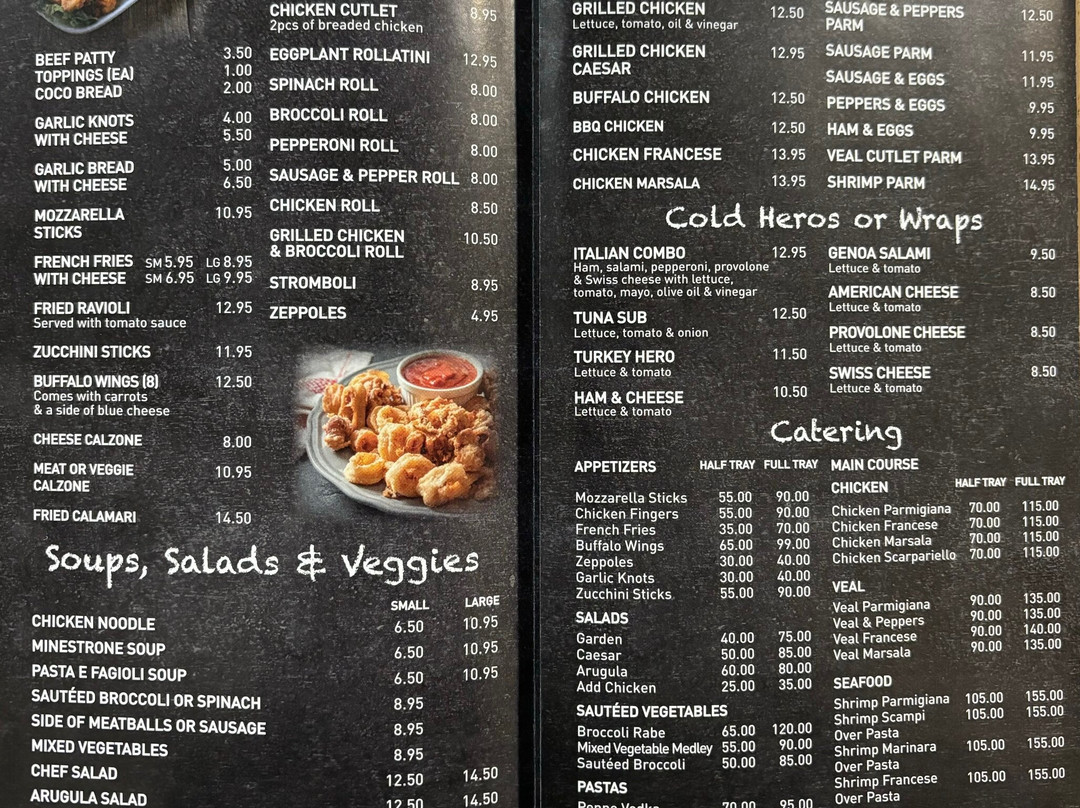 CHICKEN CUTLET 8.95
2pcs of breaded chicken
BEEF PATTY 3.50
TOPPINGS (EA) 1.00
COCO BREAD 2.00
GARLIC KNOTS 4.00
WITH CHEESE 5.50
GARLIC BREAD 5.00
WITH CHEESE 6.50
MOZZARELLA 10.95
STICKS
FRENCH FRIES SM 5.95 LG 8.95
WITH CHEESE SM 6.95 LG 9.95
FRIED RAVIOLI 12.95
Served with tomato sauce
ZUCCHINI STICKS 11.95
BUFFALO WINGS (8) 12.50
Comes with carrots
& a side of blue cheese
CHEESE CALZONE 8.00
MEAT OR VEGGIE 10.95
CALZONE
FRIED CALAMARI 14.50
EGGPLANT ROLLATINI 12.95
SPINACH ROLL 8.00
BROCCOLI ROLL 8.00
PEPPERONI ROLL 8.00
SAUSAGE & PEPPER ROLL 8.00
CHICKEN ROLL 8.50
GRILLED CHICKEN 10.50
& BROCCOLI ROLL
STROMBOLI 8.95
ZEPPOLES 4.95
Soups, Salads & Veggies
SMALL LARGE
CHICKEN NOODLE 6.50 10.95
MINESTRONE SOUP 6.50 10.95
PASTA E FAGIOLI SOUP 6.50 10.95
SAUTÉED BROCCOLI OR SPINACH 8.95
SIDE OF MEATBALLS OR SAUSAGE 8.95
MIXED VEGETABLES 8.95
CHEF SALAD 12.50 14.50
ARUGULA SALAD 12.50 14.50
GRILLED CHICKEN 12.50
Lettuce, tomato, oil & vinegar
GRILLED CHICKEN 12.95
CAESAR
BUFFALO CHICKEN 12.50
BBQ CHICKEN 12.50
CHICKEN FRANCESE 13.95
CHICKEN MARSALA 13.95
SAUSAGE & PEPPERS 12.50
PARM
SAUSAGE PARM 11.95
SAUSAGE & EGGS 11.95
PEPPERS & EGGS 9.95
HAM & EGGS 9.95
VEAL CUTLET PARM 13.95
SHRIMP PARM 14.95
Cold Heros or Wraps
ITALIAN COMBO 12.95
Ham, salami, pepperoni, provolone
& Swiss cheese with lettuce,
tomato, mayo, olive oil & vinegar
TUNA SUB 12.50
Lettuce, tomato & onion
TURKEY HERO 11.50
Lettuce & tomato
HAM & CHEESE 10.50
Lettuce & tomato
GENOA SALAMI 9.50
Lettuce & tomato
AMERICAN CHEESE 8.50
Lettuce & tomato
PROVOLONE CHEESE 8.50
Lettuce & tomato
SWISS CHEESE 8.50
Lettuce & tomato
Catering
APPETIZERS HALF TRAY FULL TRAY
Mozzarella Sticks 55.00 90.00
Chicken Fingers 55.00 90.00
French Fries 35.00 70.00
Buffalo Wings 65.00 99.00
Zeppoles 30.00 40.00
Garlic Knots 30.00 40.00
Zucchini Sticks 55.00 90.00
SALADS
Garden 40.00 75.00
Caesar 50.00 85.00
Arugula 60.00 80.00
Add Chicken 25.00 35.00
SAUTÉED VEGETABLES
Broccoli Rabe 65.00 120.00
Mixed Vegetable Medley 55.00 90.00
Sautéed Broccoli 50.00 85.00
PASTAS
Penne Vodka 70.00 95.00
MAIN COURSE
CHICKEN HALF TRAY FULL TRAY
Chicken Parmigiana 70.00 115.00
Chicken Francese 70.00 115.00
Chicken Marsala 70.00 115.00
Chicken Scarpariello 70.00 115.00
VEAL
Veal Parmigiana 90.00 135.00
Veal & Peppers 90.00 135.00
Veal Francese 90.00 140.00
Veal Marsala 90.00 135.00
SEAFOOD
Shrimp Parmigiana 105.00 155.00
Shrimp Scampi 105.00 155.00
Over Pasta
Shrimp Marinara 105.00 155.00
Over Pasta
Shrimp Francese 105.00 155.00
Over Pasta